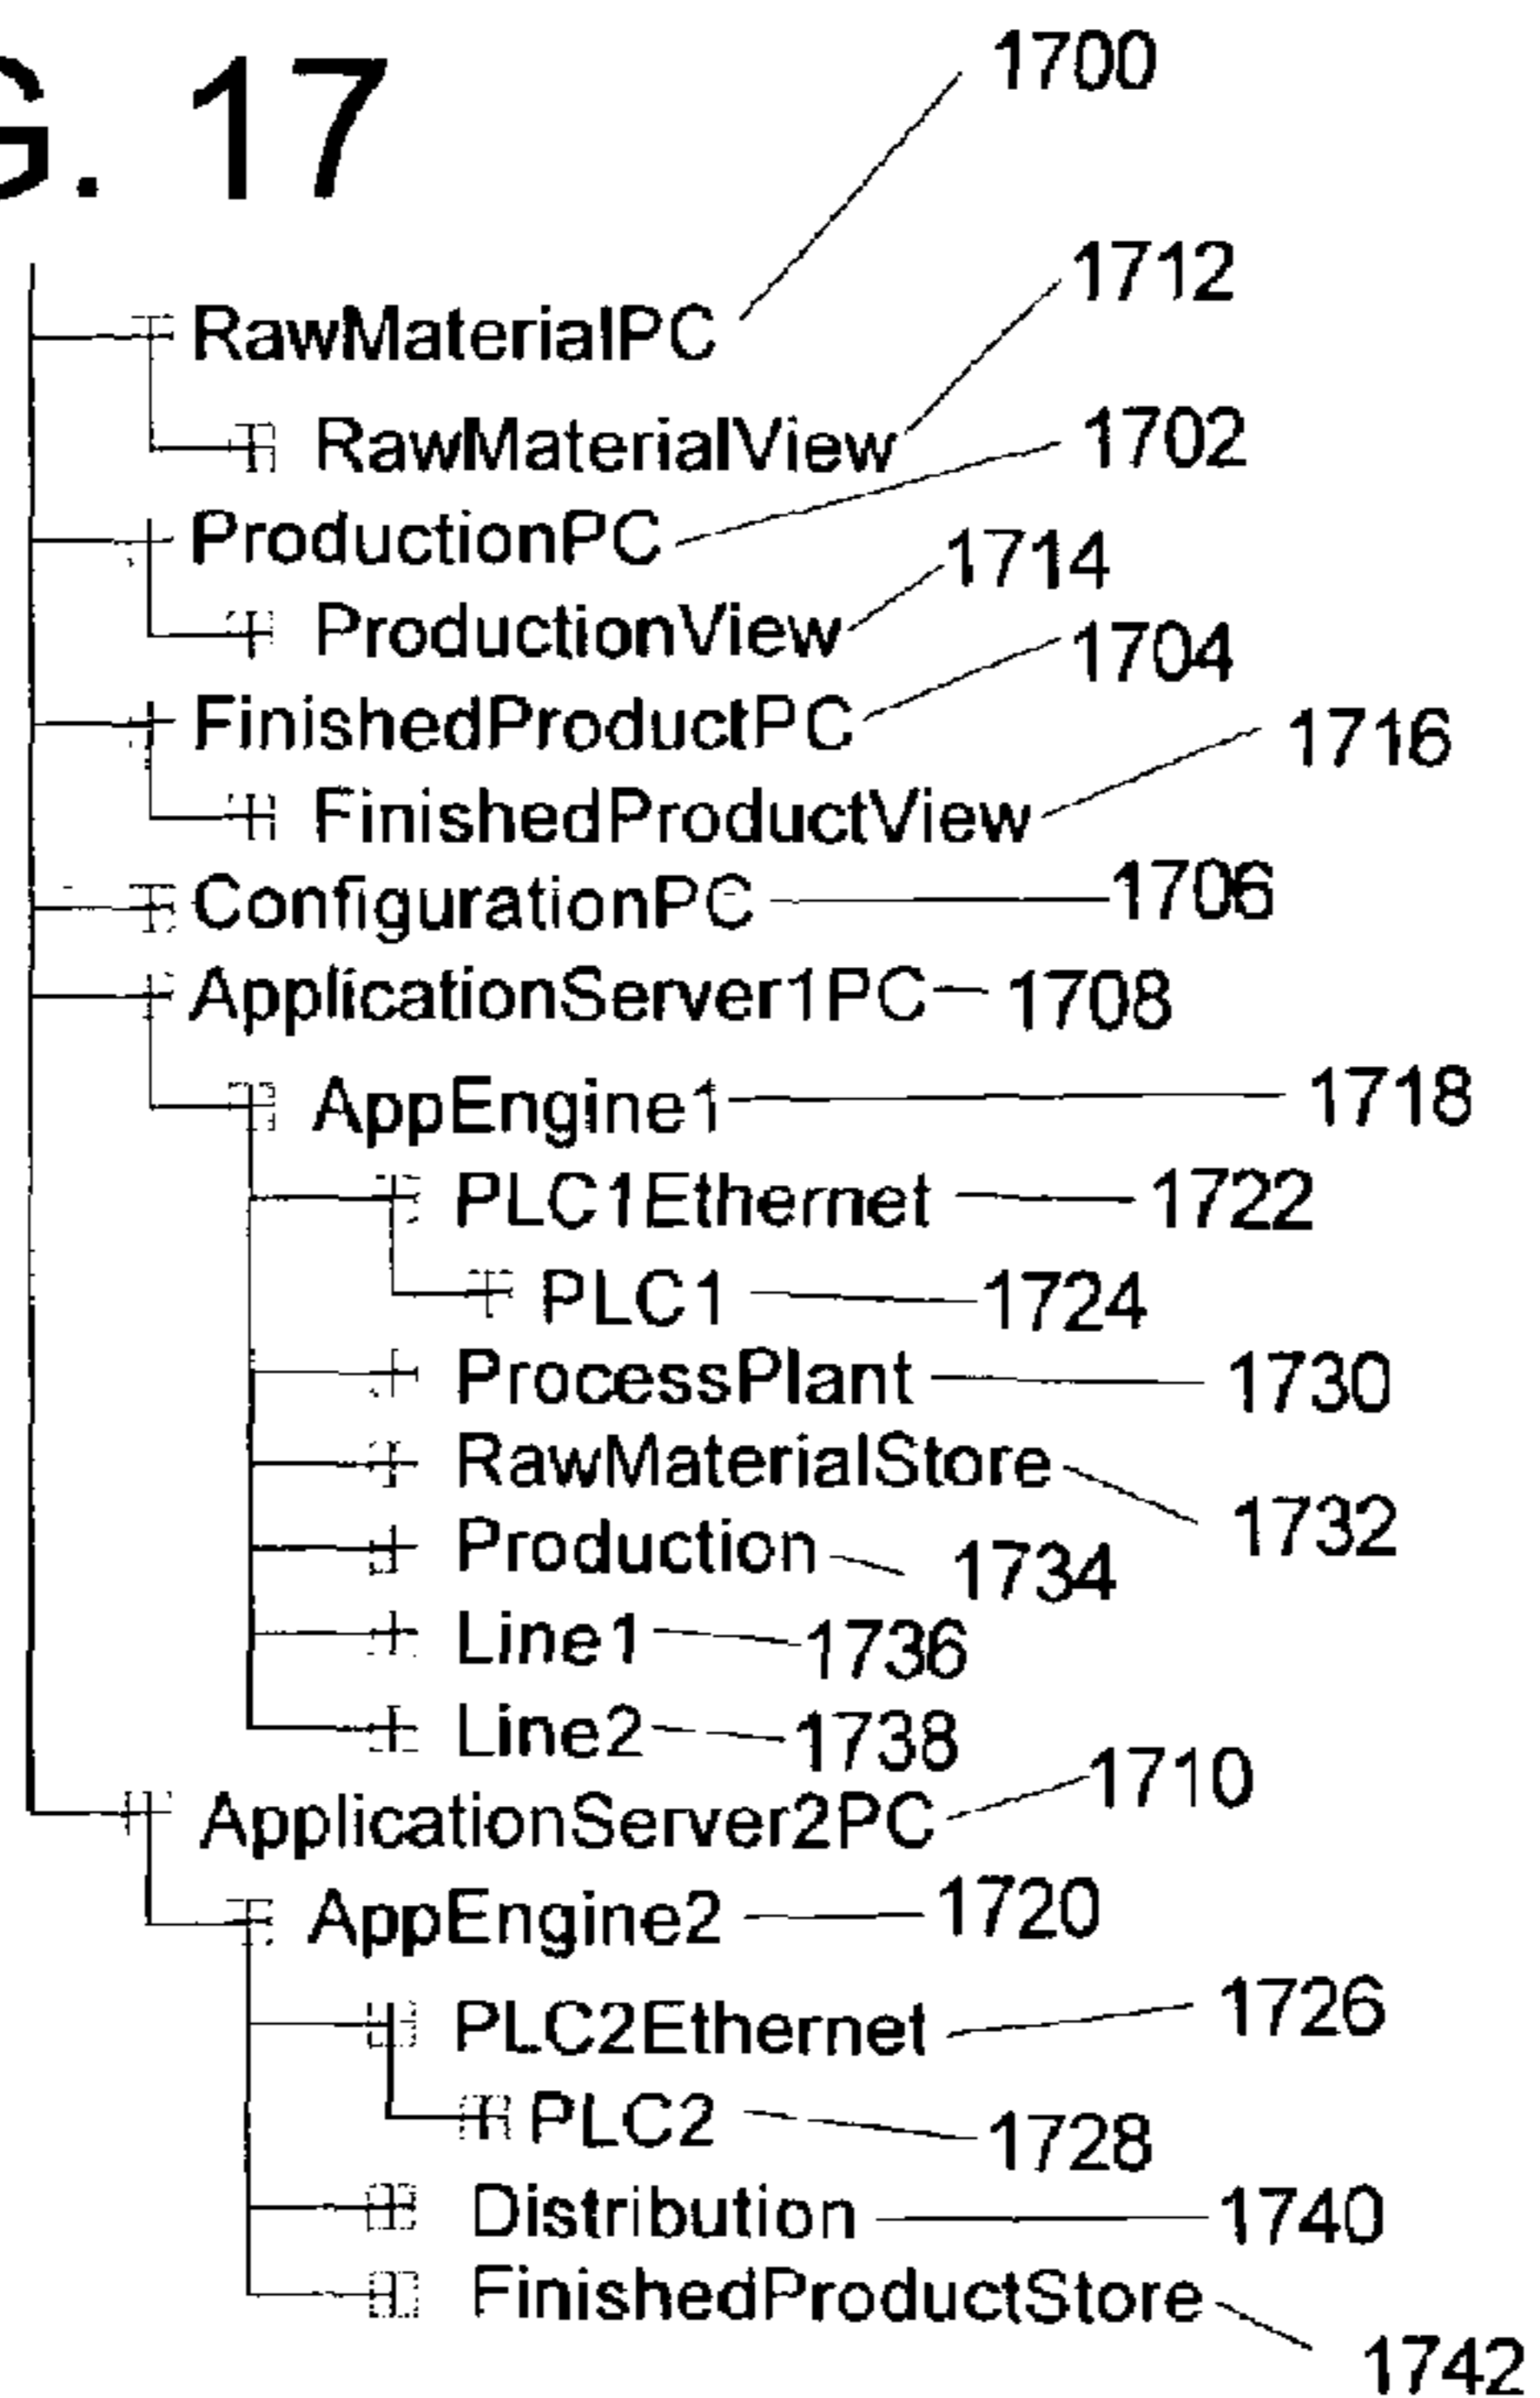 G. 17
1700
1712
RawMaterialPC
RawMaterialView
1702
ProductionPC
1714
ProductionView
1704
FinishedProductPC
1716
FinishedProductView
ConfigurationPC 1706
ApplicationServer1PC 1708
AppEngine1 1718
PLC1Ethernet 1722
PLC1 1724
ProcessPlant 1730
RawMaterialStore
1732
Production 1734
Line1 1736
Line2 1738
1710
ApplicationServer2PC
AppEngine2 1720
PLC2Ethernet 1726
PLC2 1728
Distribution 1740
FinishedProductStore
1742